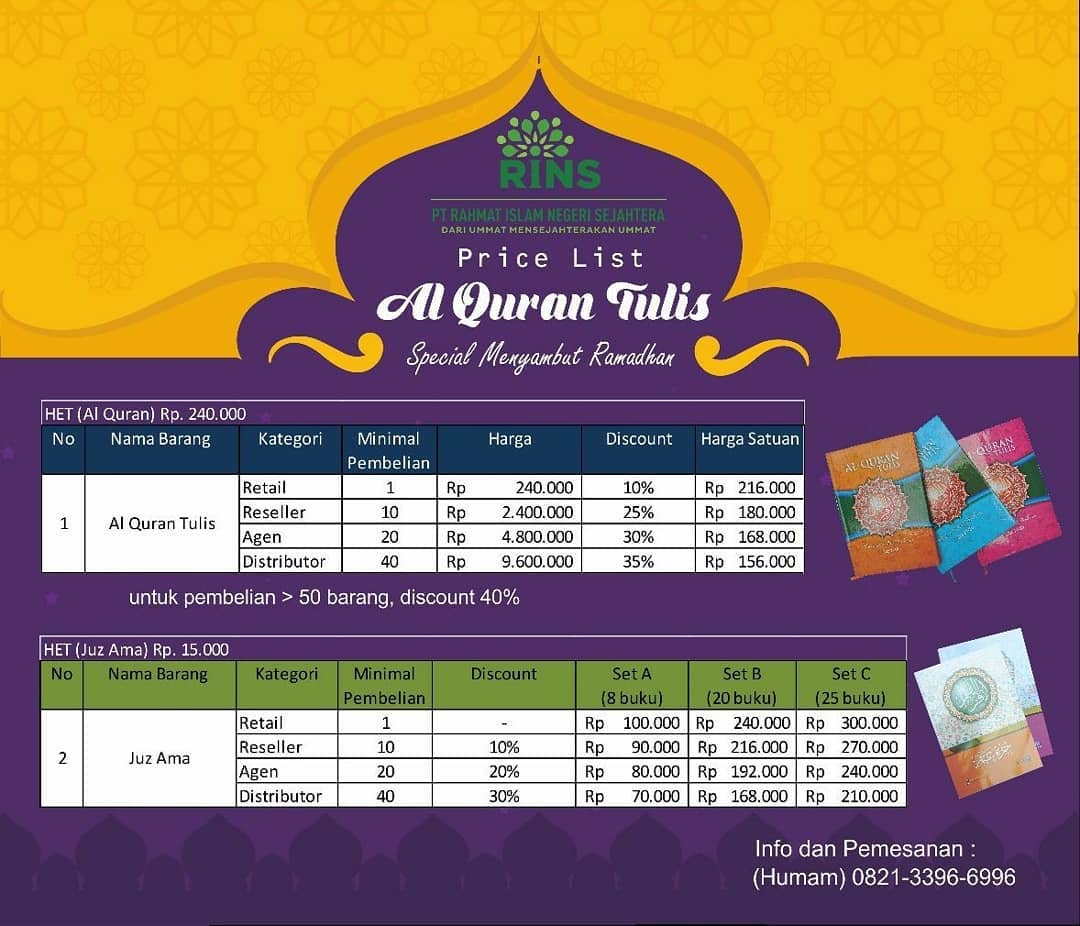 RINS
PT RAHMAT ISLAM NEGERI SEJAHTERA
DARI UMMAT MENSEJAHTERAKAN UMMAT
Price List
Al Quran Tulis
Special Menyambut Ramadhan
HET (Al Quran) Rp. 240.000
No Nama Barang Kategori Minimal Pembelian Harga Discount Harga Satuan
1 Al Quran Tulis
Retail 1 Rp 240.000 10% Rp 216.000
Reseller 10 Rp 2.400.000 25% Rp 180.000
Agen 20 Rp 4.800.000 30% Rp 168.000
Distributor 40 Rp 9.600.000 35% Rp 156.000
AL QURAN TULIS
QURAN
untuk pembelian > 50 barang, discount 40%
HET (Juz Ama) Rp. 15.000
No Nama Barang Kategori Minimal Pembelian Discount Set A (8 buku) Set B (20 buku) Set C (25 buku)
2 Juz Ama
Retail 1 - Rp 100.000 Rp 240.000 Rp 300.000
Reseller 10 10% Rp 90.000 Rp 216.000 Rp 270.000
Agen 20 20% Rp 80.000 Rp 192.000 Rp 240.000
Distributor 40 30% Rp 70.000 Rp 168.000 Rp 210.000
Info dan Pemesanan :
(Humam) 0821-3396-6996